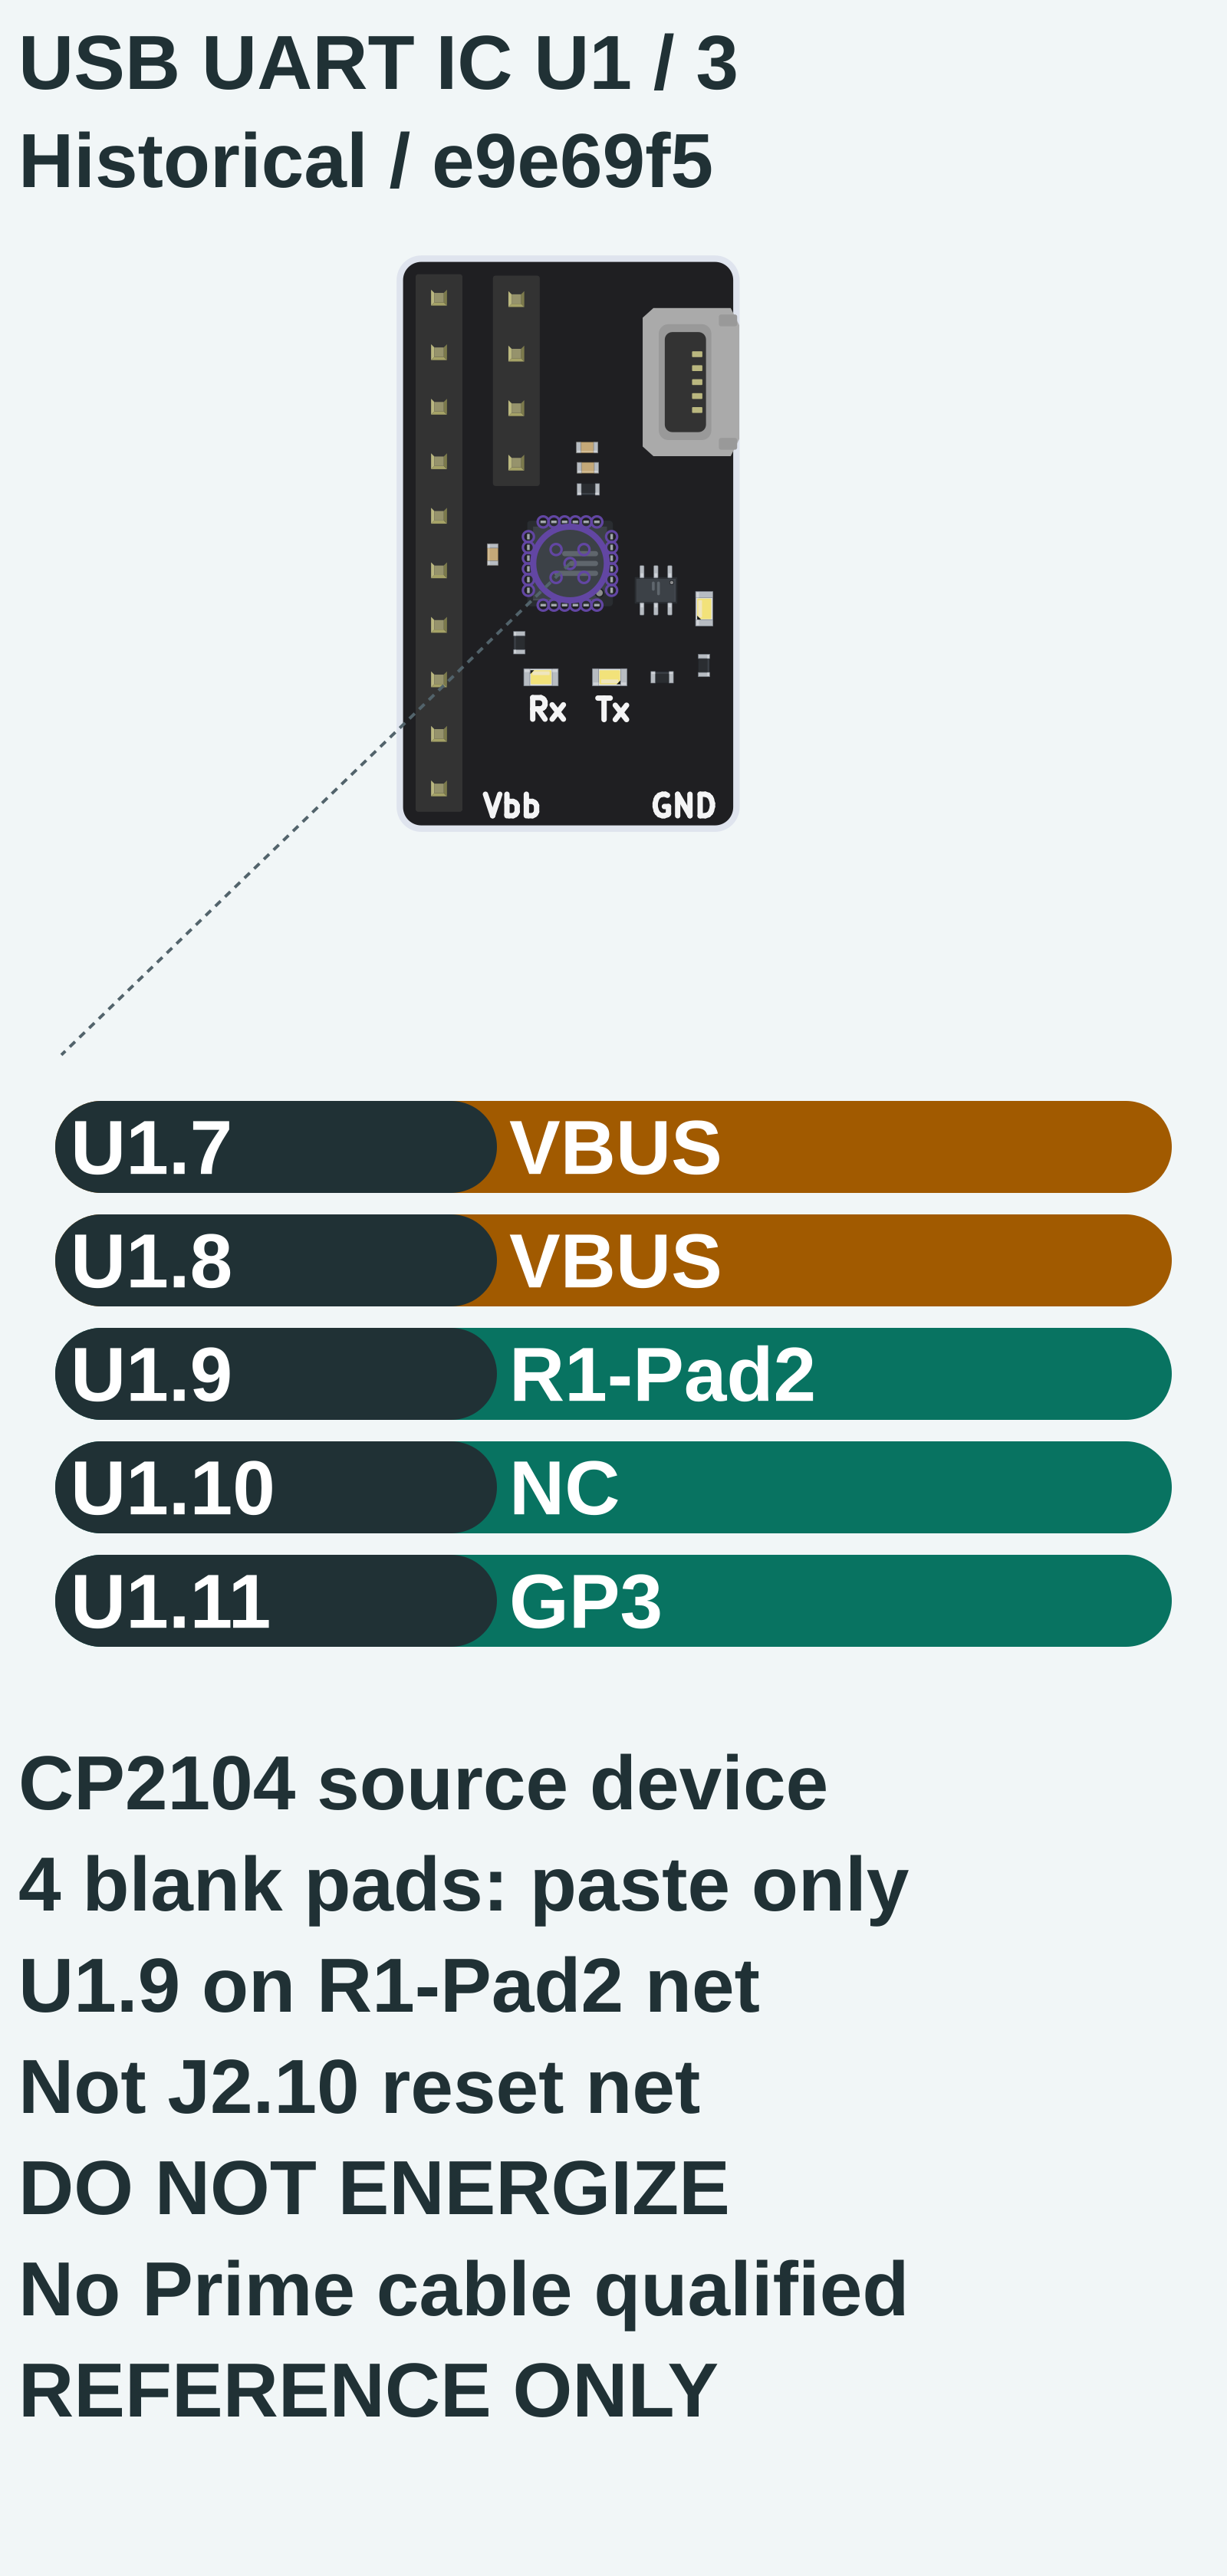 USB UART IC U1 / 3
Historical / e9e69f5
Rx Tx
Vbb GND
U1.7 VBUS
U1.8 VBUS
U1.9 R1-Pad2
U1.10 NC
U1.11 GP3
CP2104 source device
4 blank pads: paste only
U1.9 on R1-Pad2 net
Not J2.10 reset net
DO NOT ENERGIZE
No Prime cable qualified
REFERENCE ONLY